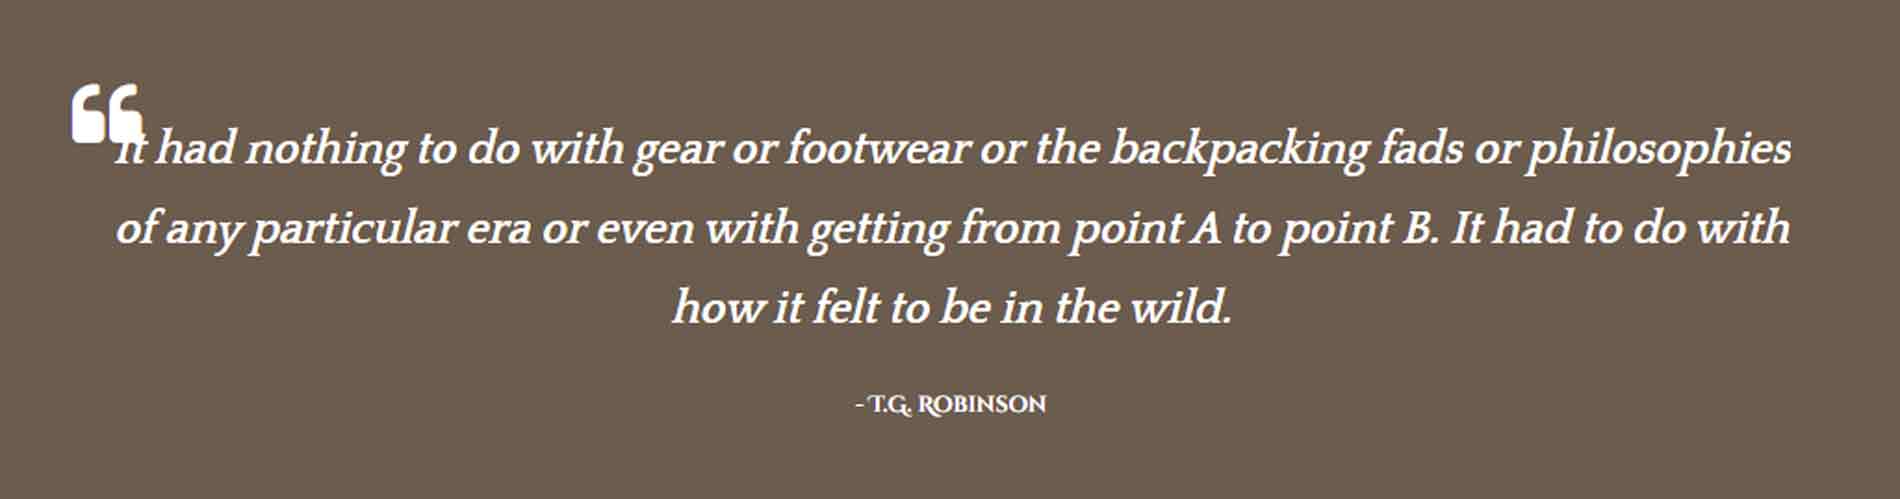 “
It had nothing to do with gear or footwear or the backpacking fads or philosophies
of any particular era or even with getting from point A to point B. It had to do with
how it felt to be in the wild.
- T.G. ROBINSON